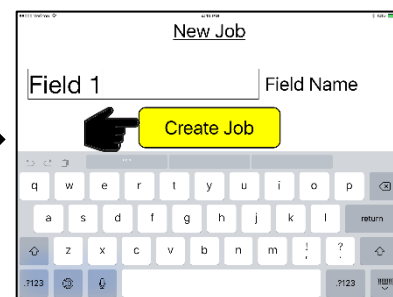 New Job
Field 1 Field Name
Create Job
q w e r t y u i o p
a s d f g h j k l return
z x c v b n m ! , ? .
.?123 .?123